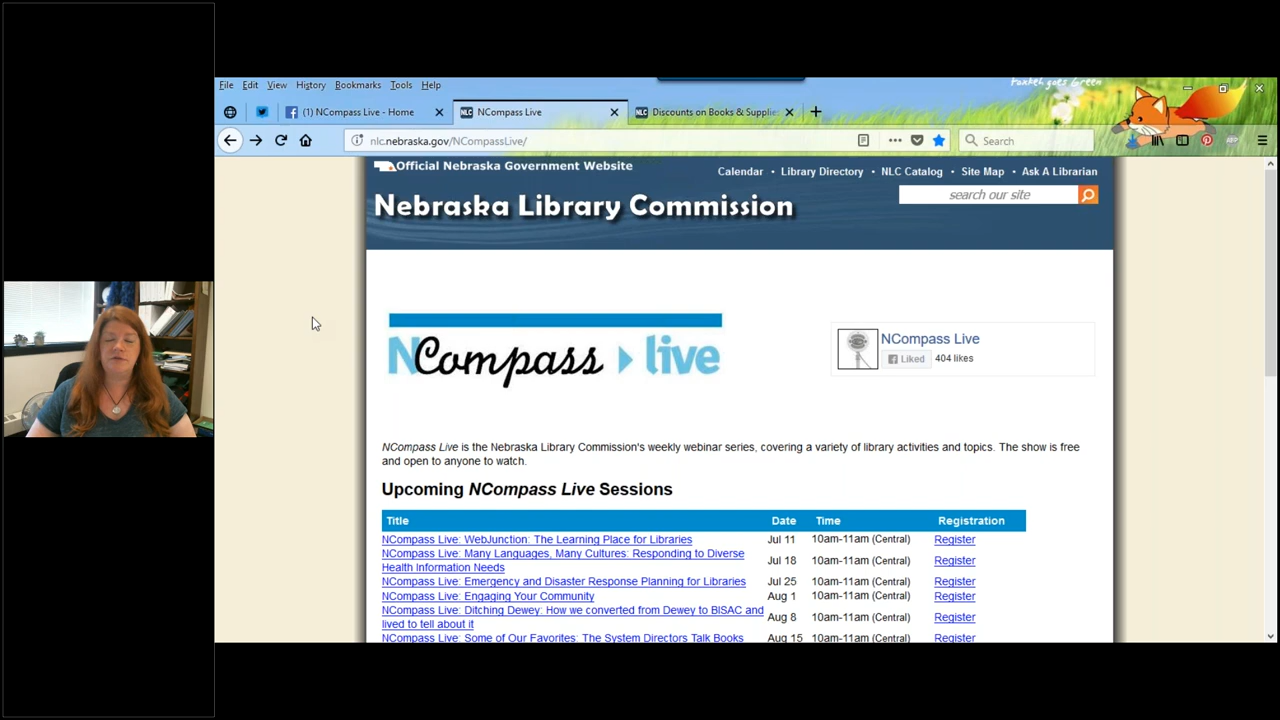 Foxkeh goes Green
File Edit View History Bookmarks Tools Help
(1) NCompass Live - Home
NLC NCompass Live
NLC Discounts on Books & Supplie
nlc.nebraska.gov/NCompassLive/
Search
Official Nebraska Government Website
Calendar • Library Directory • NLC Catalog • Site Map • Ask A Librarian
Nebraska Library Commission
search our site
NCompass live
NCompass Live
Liked 404 likes
NCompass Live is the Nebraska Library Commission's weekly webinar series, covering a variety of library activities and topics. The show is free
and open to anyone to watch.
Upcoming NCompass Live Sessions
Title Date Time Registration
NCompass Live: WebJunction: The Learning Place for Libraries Jul 11 10am-11am (Central) Register
NCompass Live: Many Languages, Many Cultures: Responding to Diverse
Health Information Needs Jul 18 10am-11am (Central) Register
NCompass Live: Emergency and Disaster Response Planning for Libraries Jul 25 10am-11am (Central) Register
NCompass Live: Engaging Your Community Aug 1 10am-11am (Central) Register
NCompass Live: Ditching Dewey: How we converted from Dewey to BISAC and
lived to tell about it Aug 8 10am-11am (Central) Register
NCompass Live: Some of Our Favorites: The System Directors Talk Books Aug 15 10am-11am (Central) Register